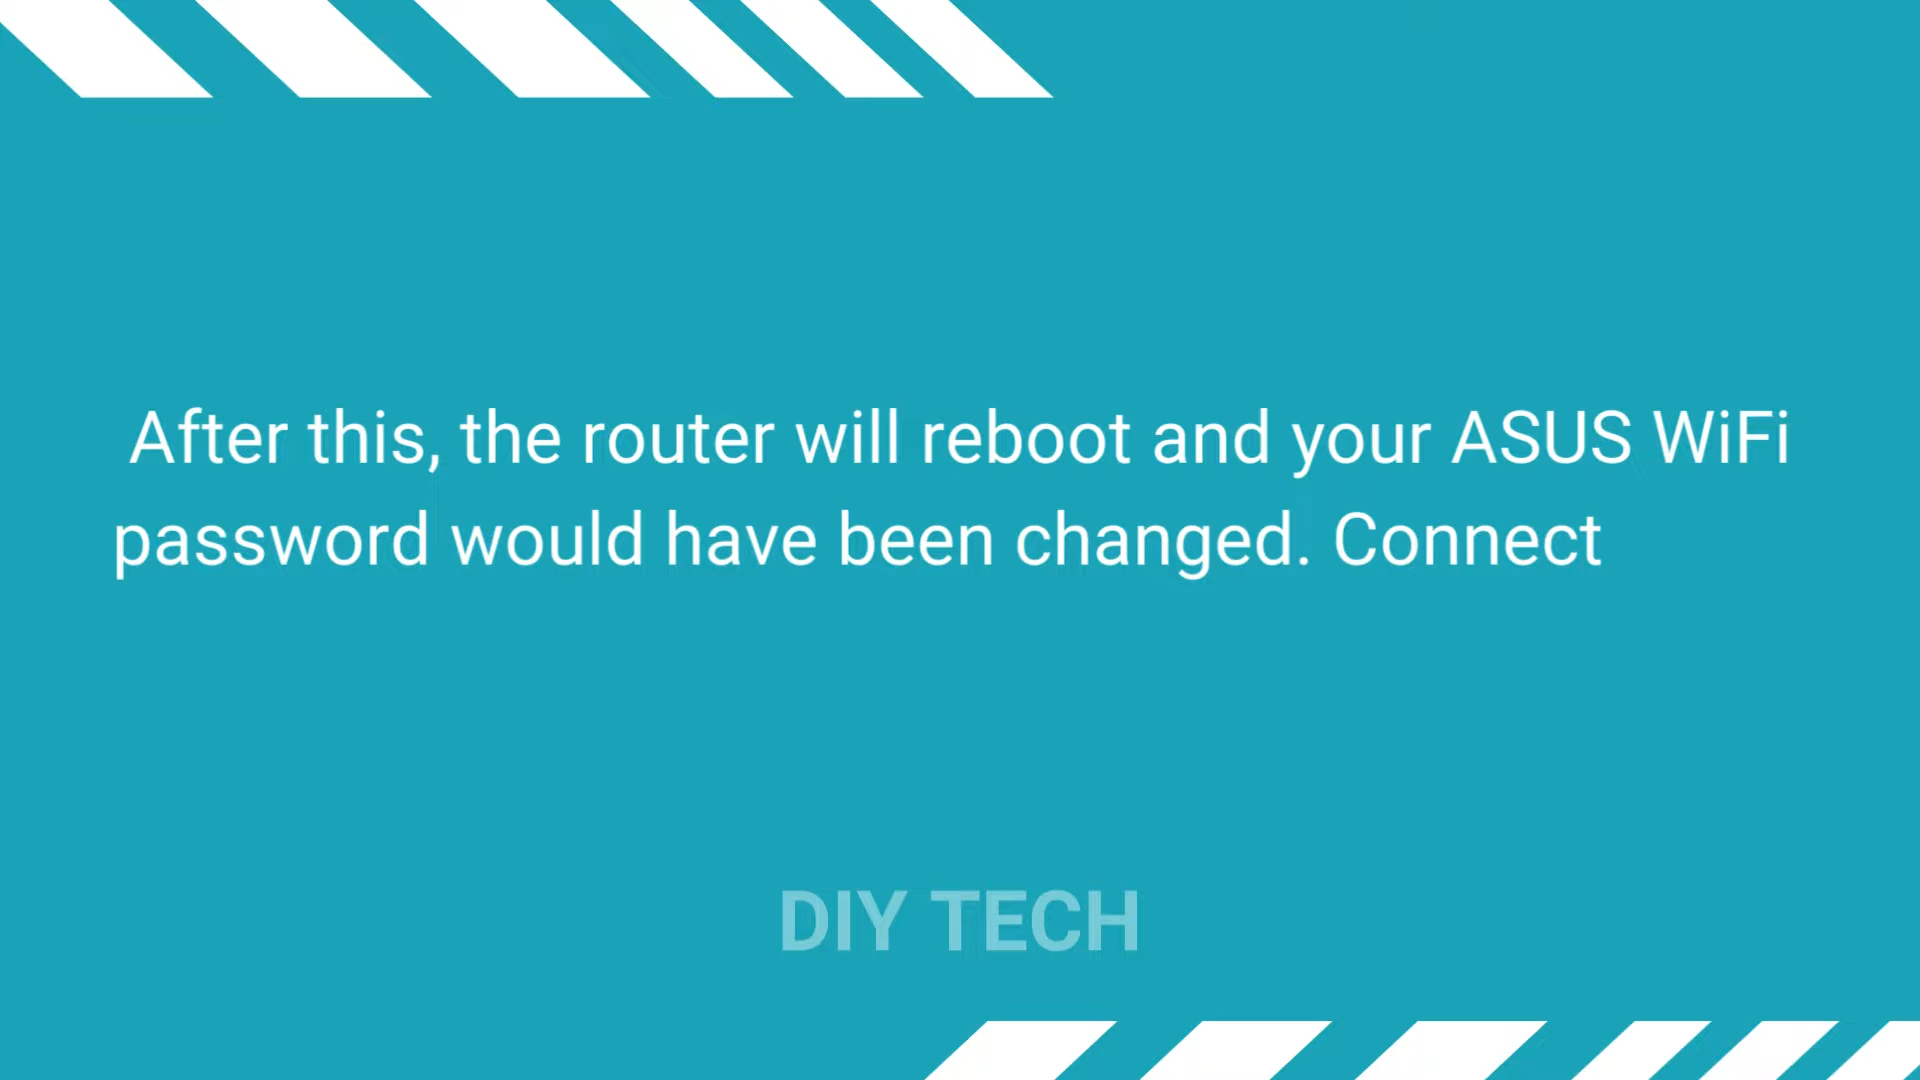 After this, the router will reboot and your ASUS WiFi
password would have been changed. Connect
DIY TECH